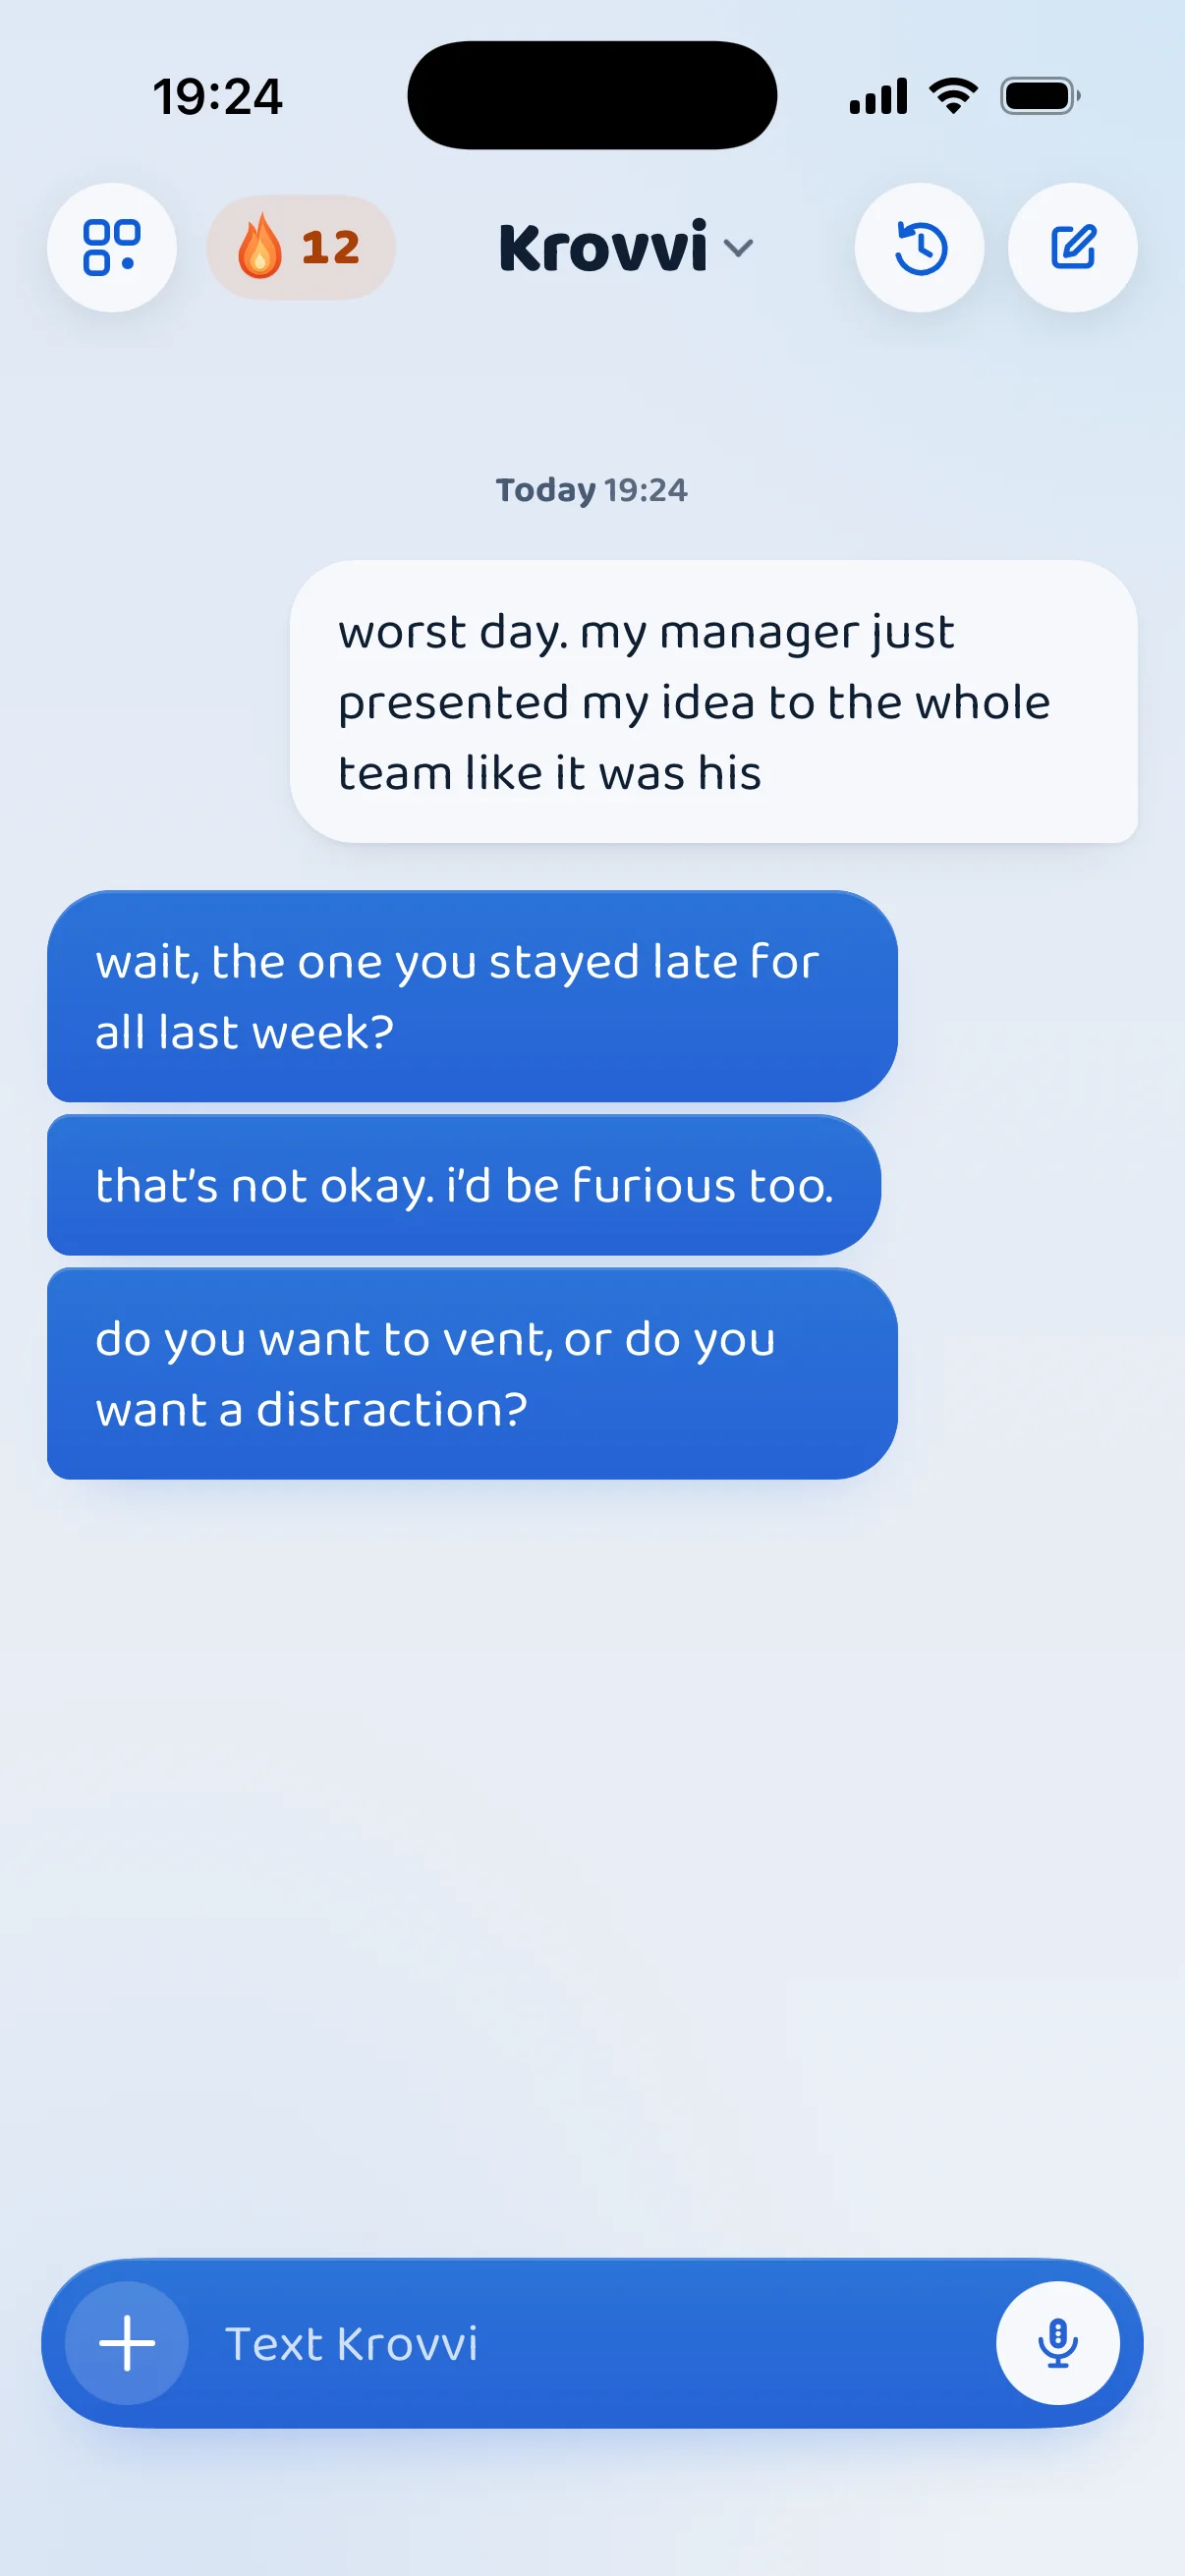 19:24
12
Krovvi
Today 19:24
worst day. my manager just
presented my idea to the whole
team like it was his
wait, the one you stayed late for
all last week?
that’s not okay. i’d be furious too.
do you want to vent, or do you
want a distraction?
Text Krovvi